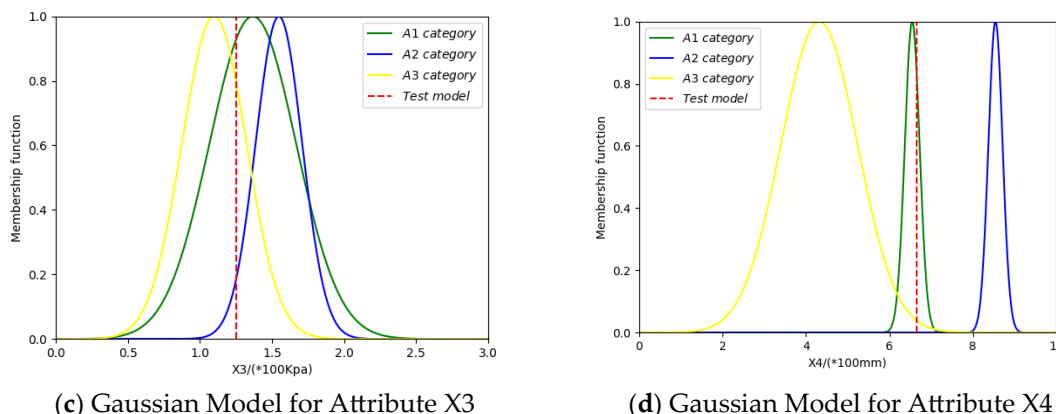 1.0
0.8
0.6
0.4
0.2
0.0
Membership function
A1 category
A2 category
A3 category
Test model
0.0 0.5 1.0 1.5 2.0 2.5 3.0
X3/(*100Kpa)
(c) Gaussian Model for Attribute X3
1.0
0.8
0.6
0.4
0.2
0.0
Membership function
A1 category
A2 category
A3 category
Test model
0 2 4 6 8
X4/(*100mm)
(d) Gaussian Model for Attribute X4